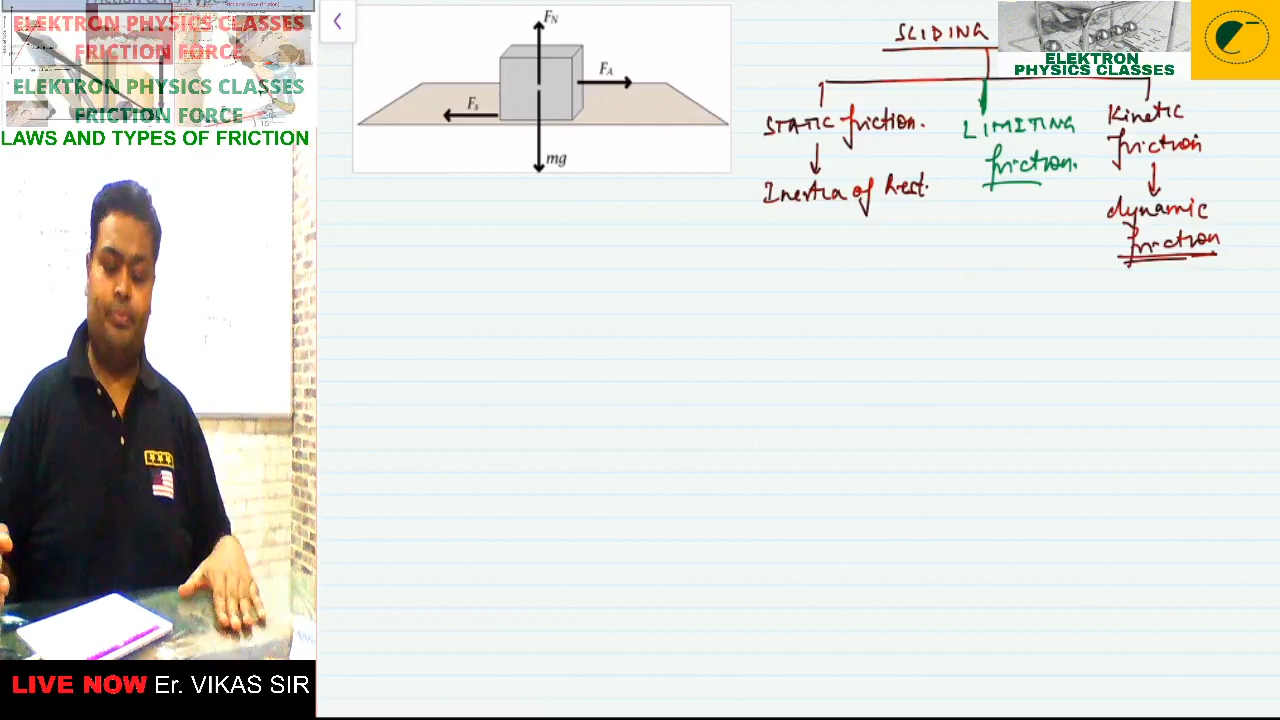 ELEKTRON PHYSICS CLASSES
FRICTION FORCE
ELEKTRON PHYSICS CLASSES
FRICTION FORCE
LAWS AND TYPES OF FRICTION
F_N
F_A
F_s
mg
SLIDING
STATIC friction.
Inertia of Rest.
LIMITING
friction.
Kinetic
friction
dynamic
friction
ELEKTRON
PHYSICS CLASSES
LIVE NOW Er. VIKAS SIR